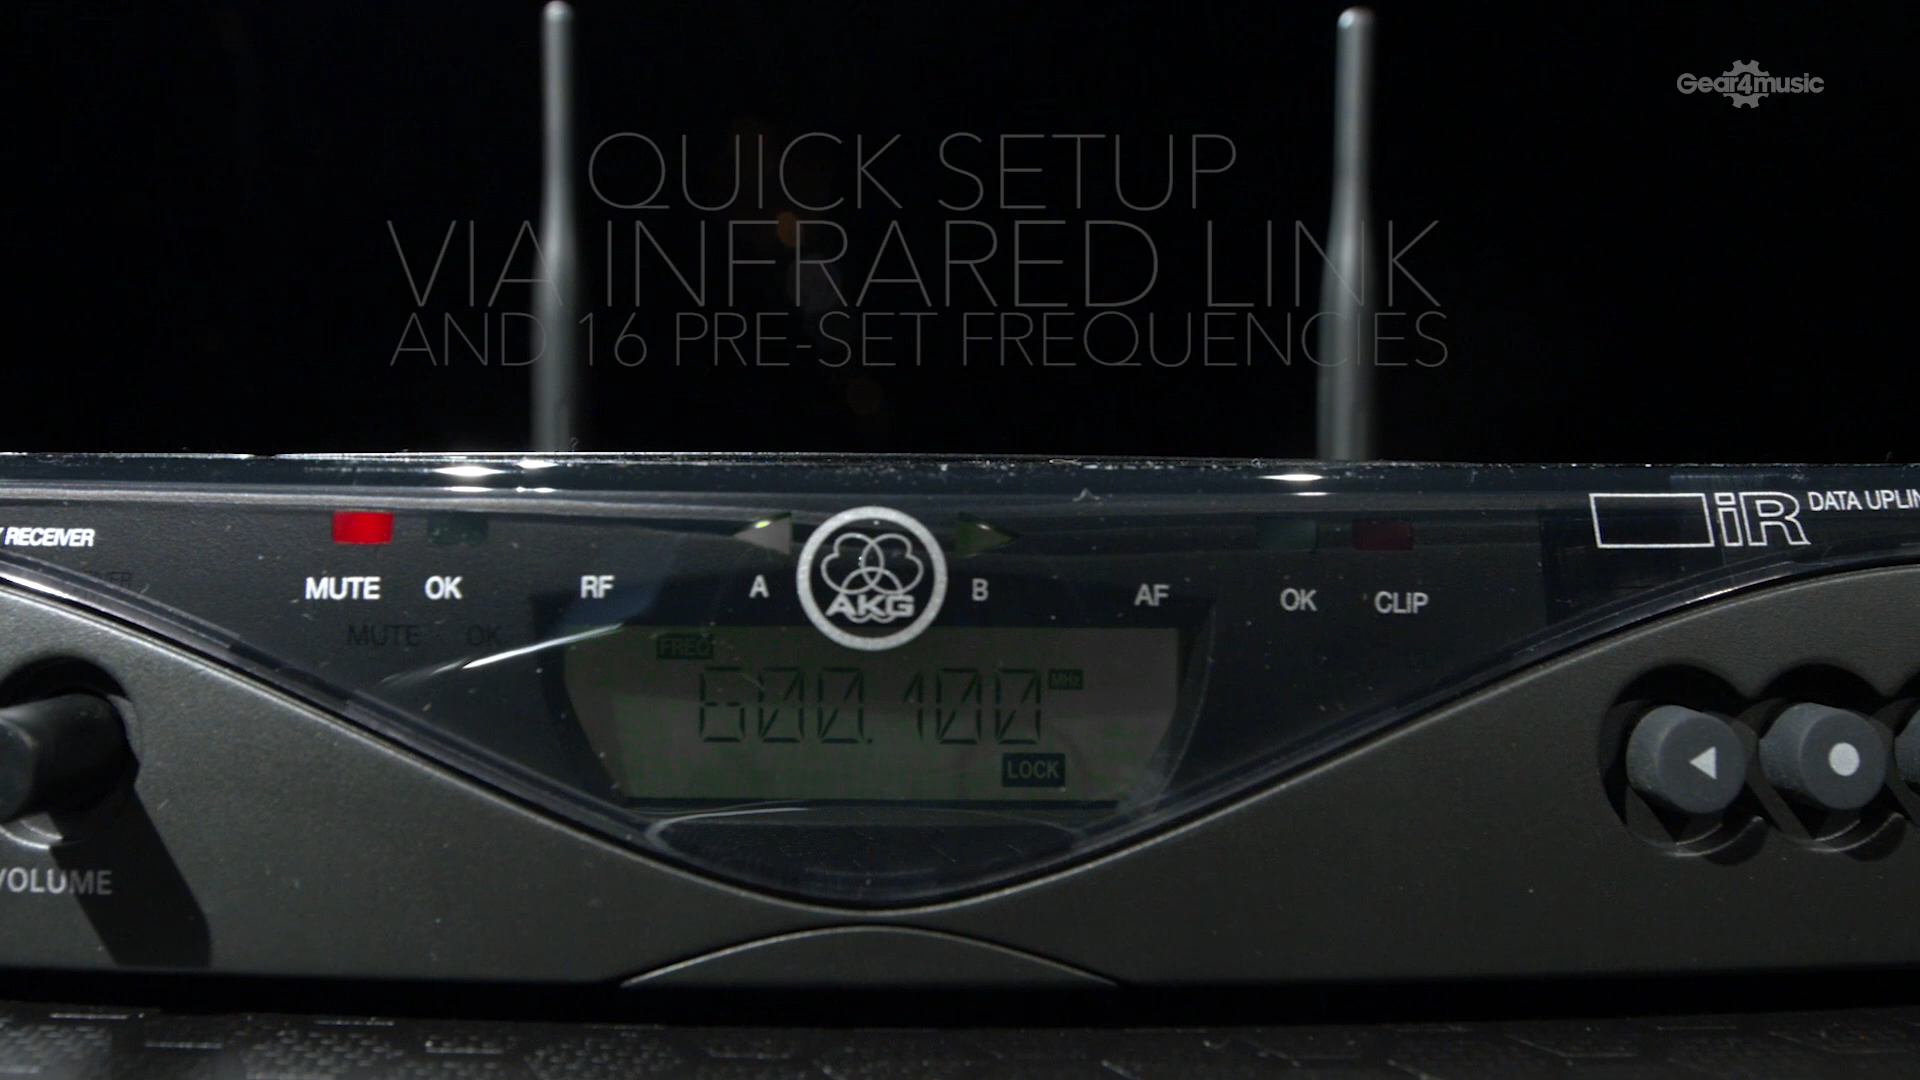 Gear4music
QUICK SETUP
VIA INFRARED LINK
AND 16 PRE-SET FREQUENCIES
RECEIVER
MUTE OK RF A AKG B AF OK CLIP
iR DATA UPLIN
MUTE OK
FREQ
600.100 MHz
LOCK
VOLUME